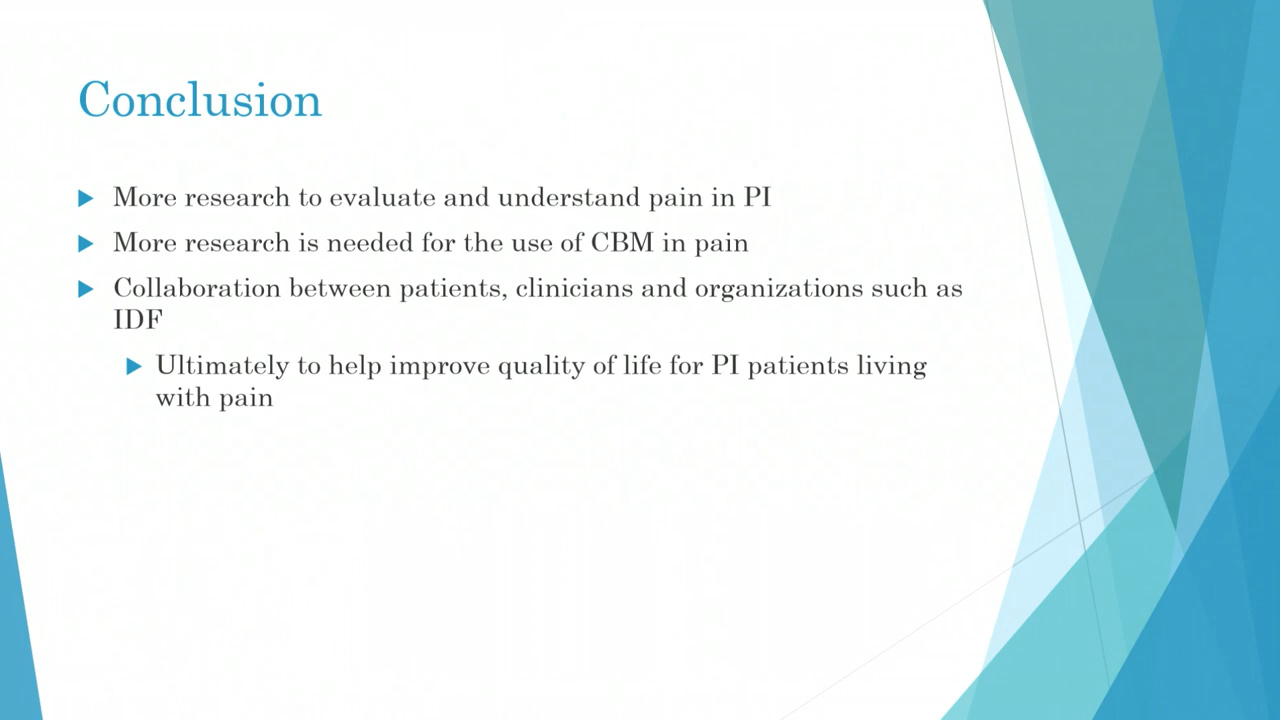 Conclusion
More research to evaluate and understand pain in PI
More research is needed for the use of CBM in pain
Collaboration between patients, clinicians and organizations such as
IDF
Ultimately to help improve quality of life for PI patients living
with pain